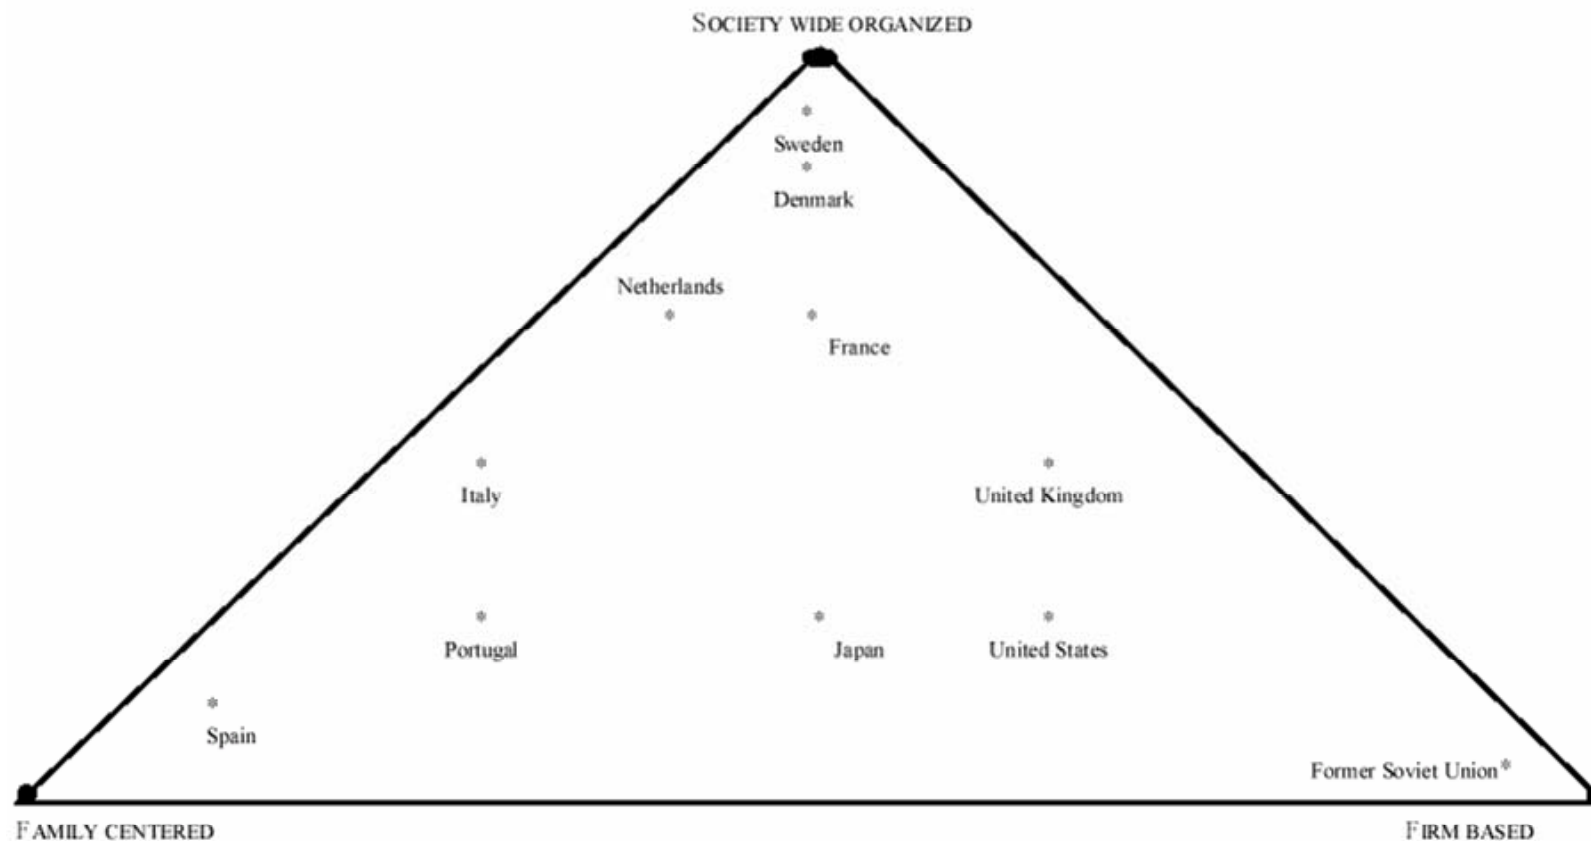 SOCIETY WIDE ORGANIZED
*
Sweden
*
Denmark
Netherlands
* *
France
* *
Italy United Kingdom
* * *
Portugal Japan United States
*
Spain
Former Soviet Union*
FAMILY CENTERED FIRM BASED